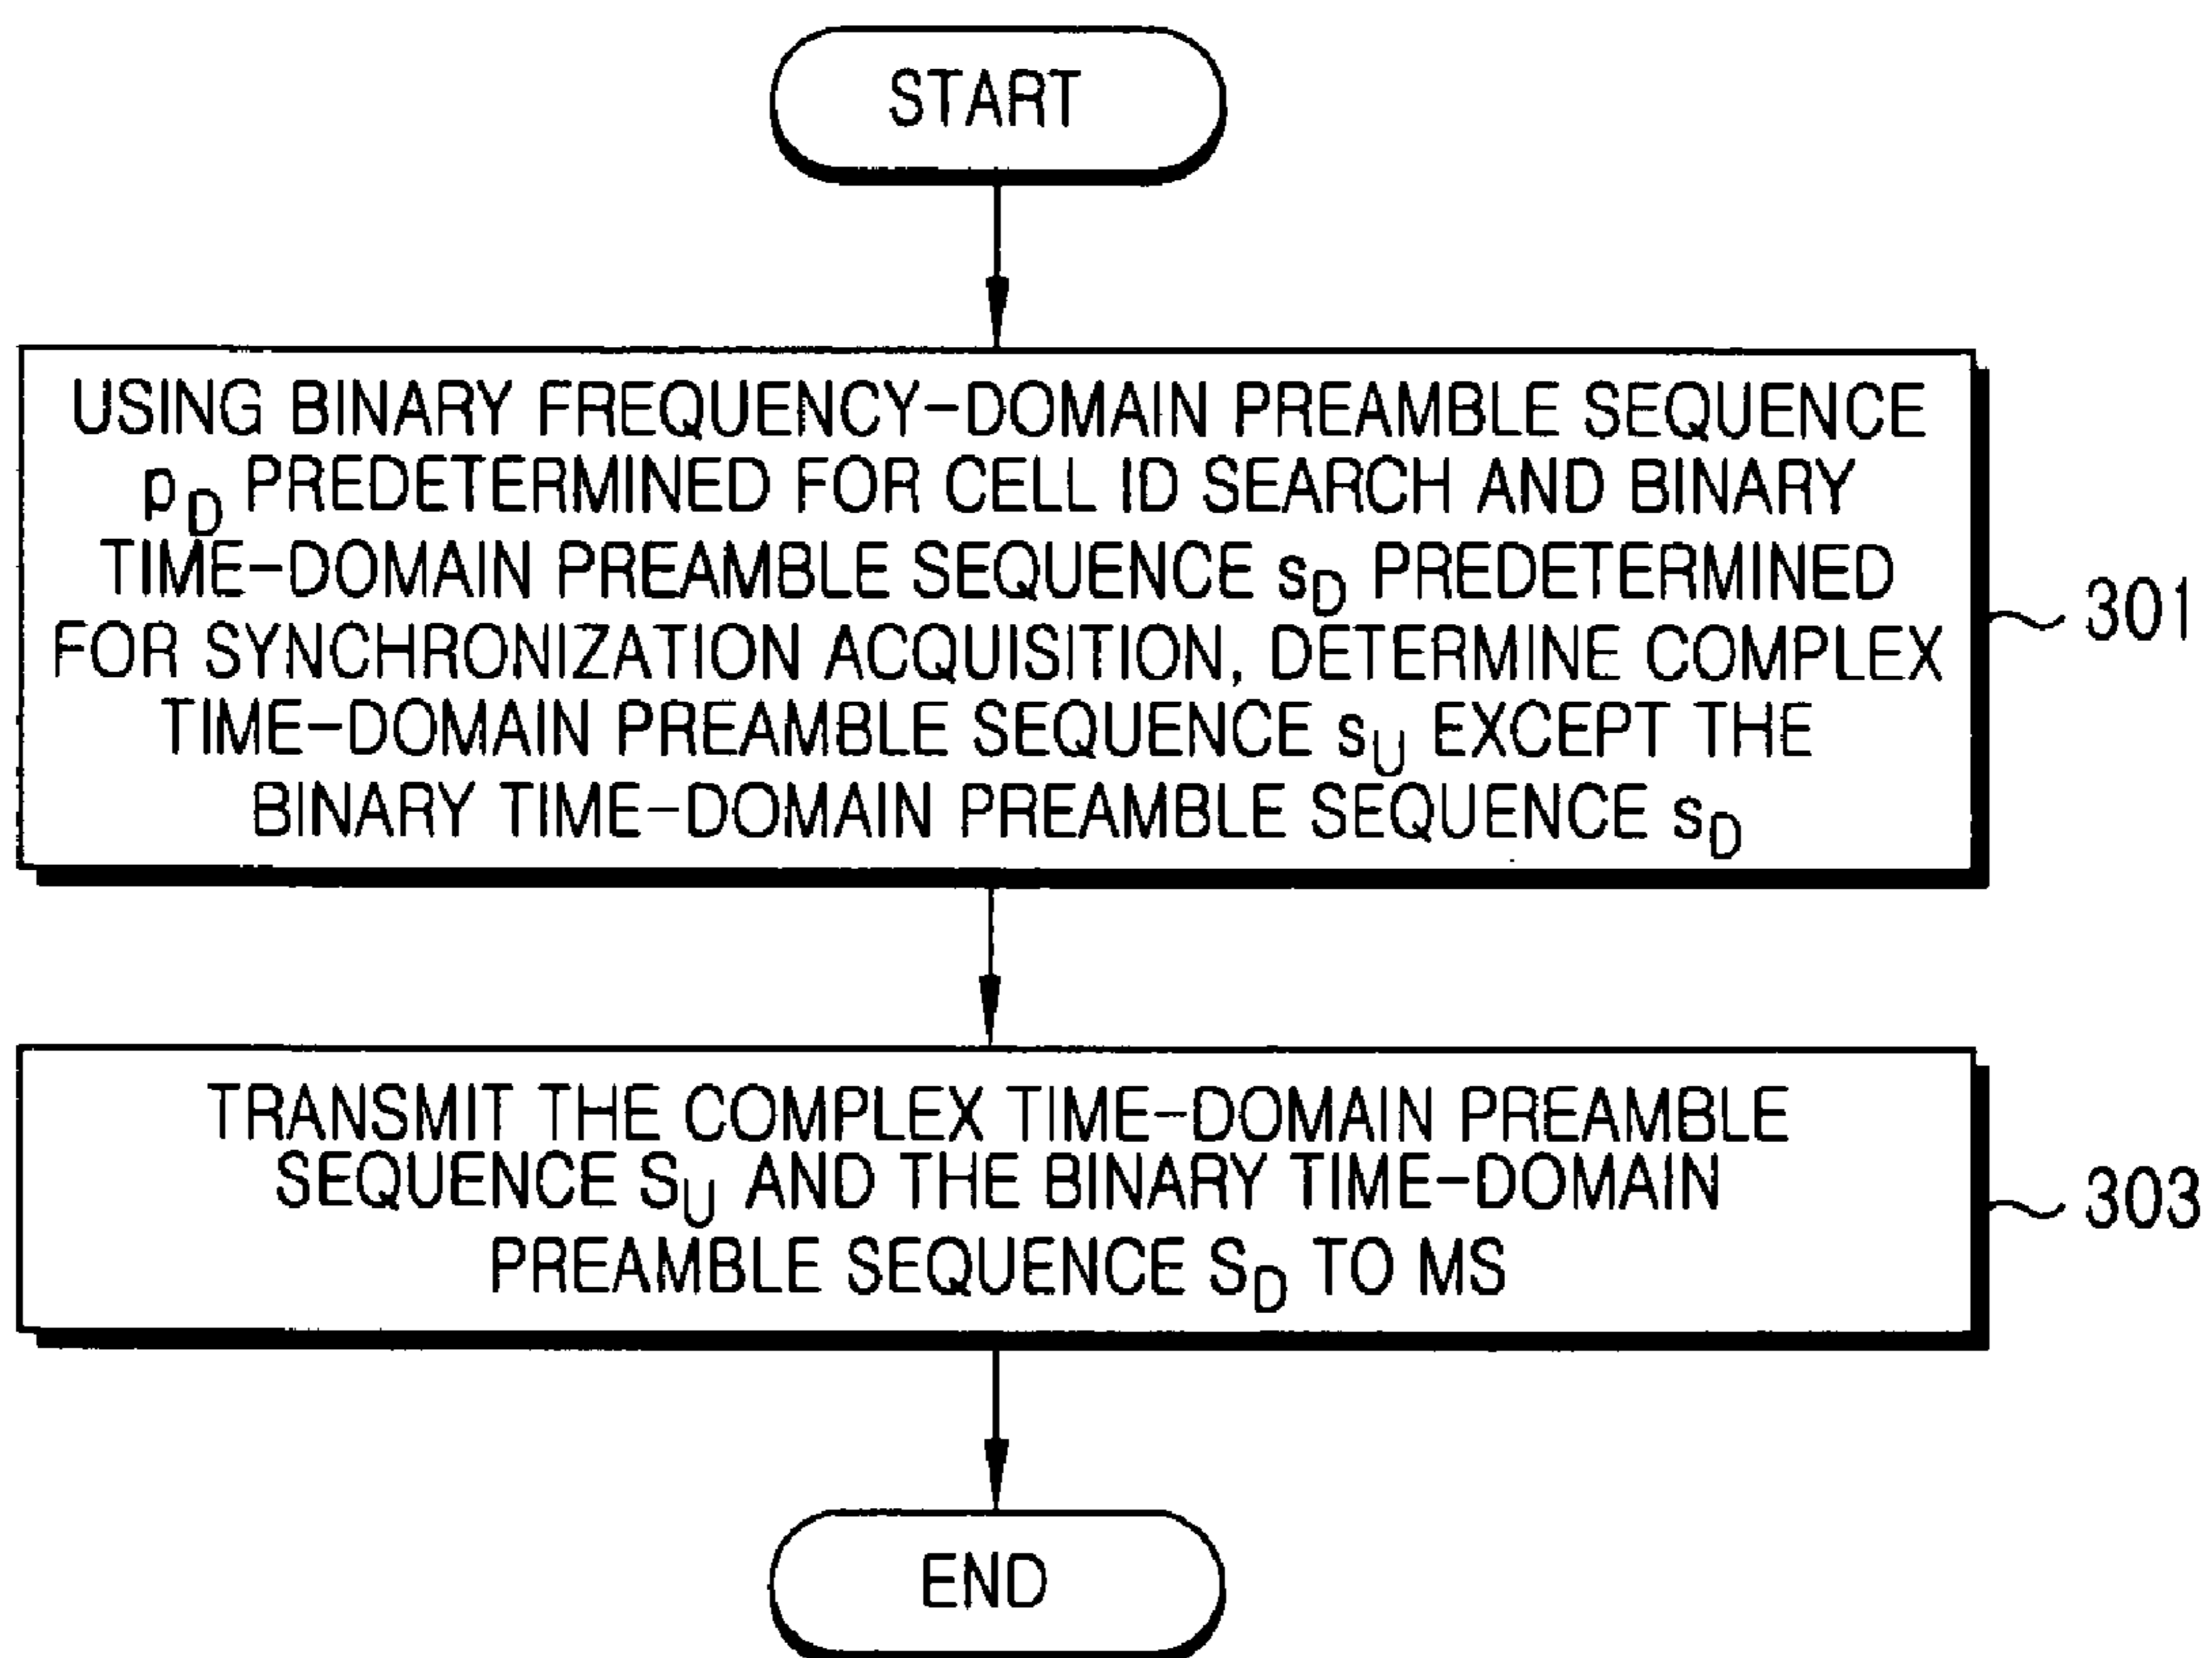 START
USING BINARY FREQUENCY-DOMAIN PREAMBLE SEQUENCE
pD PREDETERMINED FOR CELL ID SEARCH AND BINARY
TIME-DOMAIN PREAMBLE SEQUENCE sD PREDETERMINED
FOR SYNCHRONIZATION ACQUISITION, DETERMINE COMPLEX
TIME-DOMAIN PREAMBLE SEQUENCE sU EXCEPT THE
BINARY TIME-DOMAIN PREAMBLE SEQUENCE sD
301
TRANSMIT THE COMPLEX TIME-DOMAIN PREAMBLE
SEQUENCE SU AND THE BINARY TIME-DOMAIN
PREAMBLE SEQUENCE SD TO MS
303
END